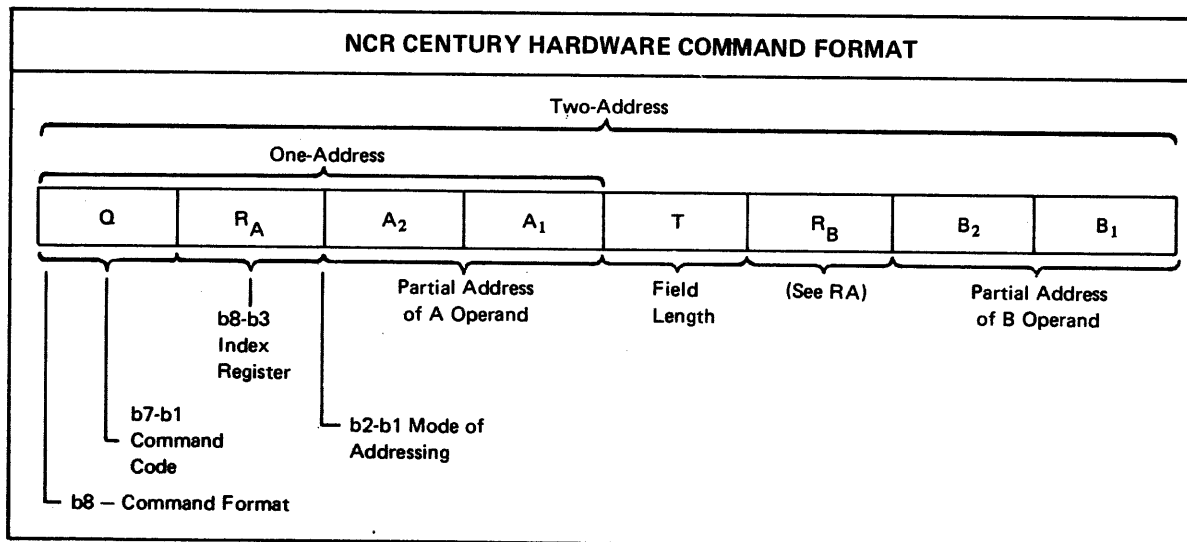 NCR CENTURY HARDWARE COMMAND FORMAT
Two-Address
One-Address
Q RA A2 A1 T RB B2 B1
Partial Address
of A Operand
Field
Length
(See RA)
Partial Address
of B Operand
b8-b3
Index
Register
b7-b1
Command
Code
b2-b1 Mode of
Addressing
b8 — Command Format